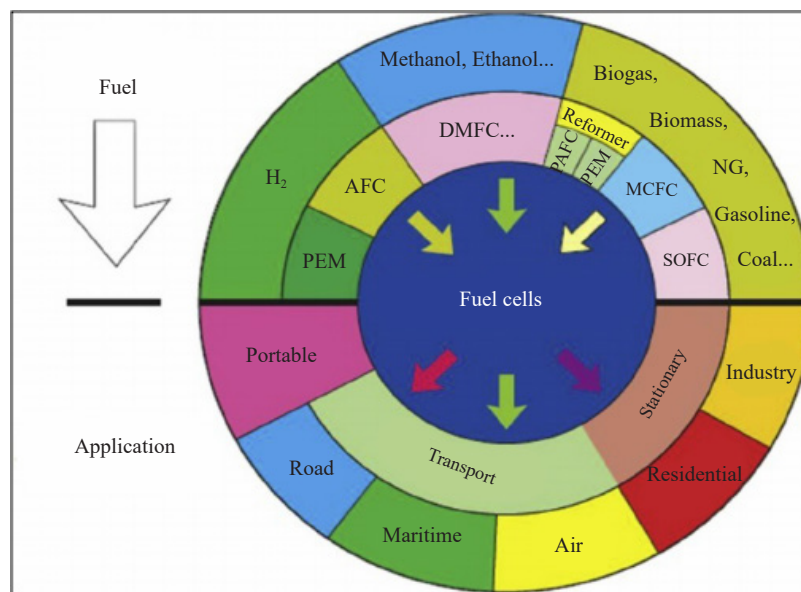 Fuel
Methanol, Ethanol...
Biogas,
Biomass,
NG,
Gasoline,
Coal...
H₂
AFC
PEM
DMFC...
Reformer
PAFC
PEM
MCFC
SOFC
Fuel cells
Application
Portable
Transport
Stationary
Road
Maritime
Air
Residential
Industry